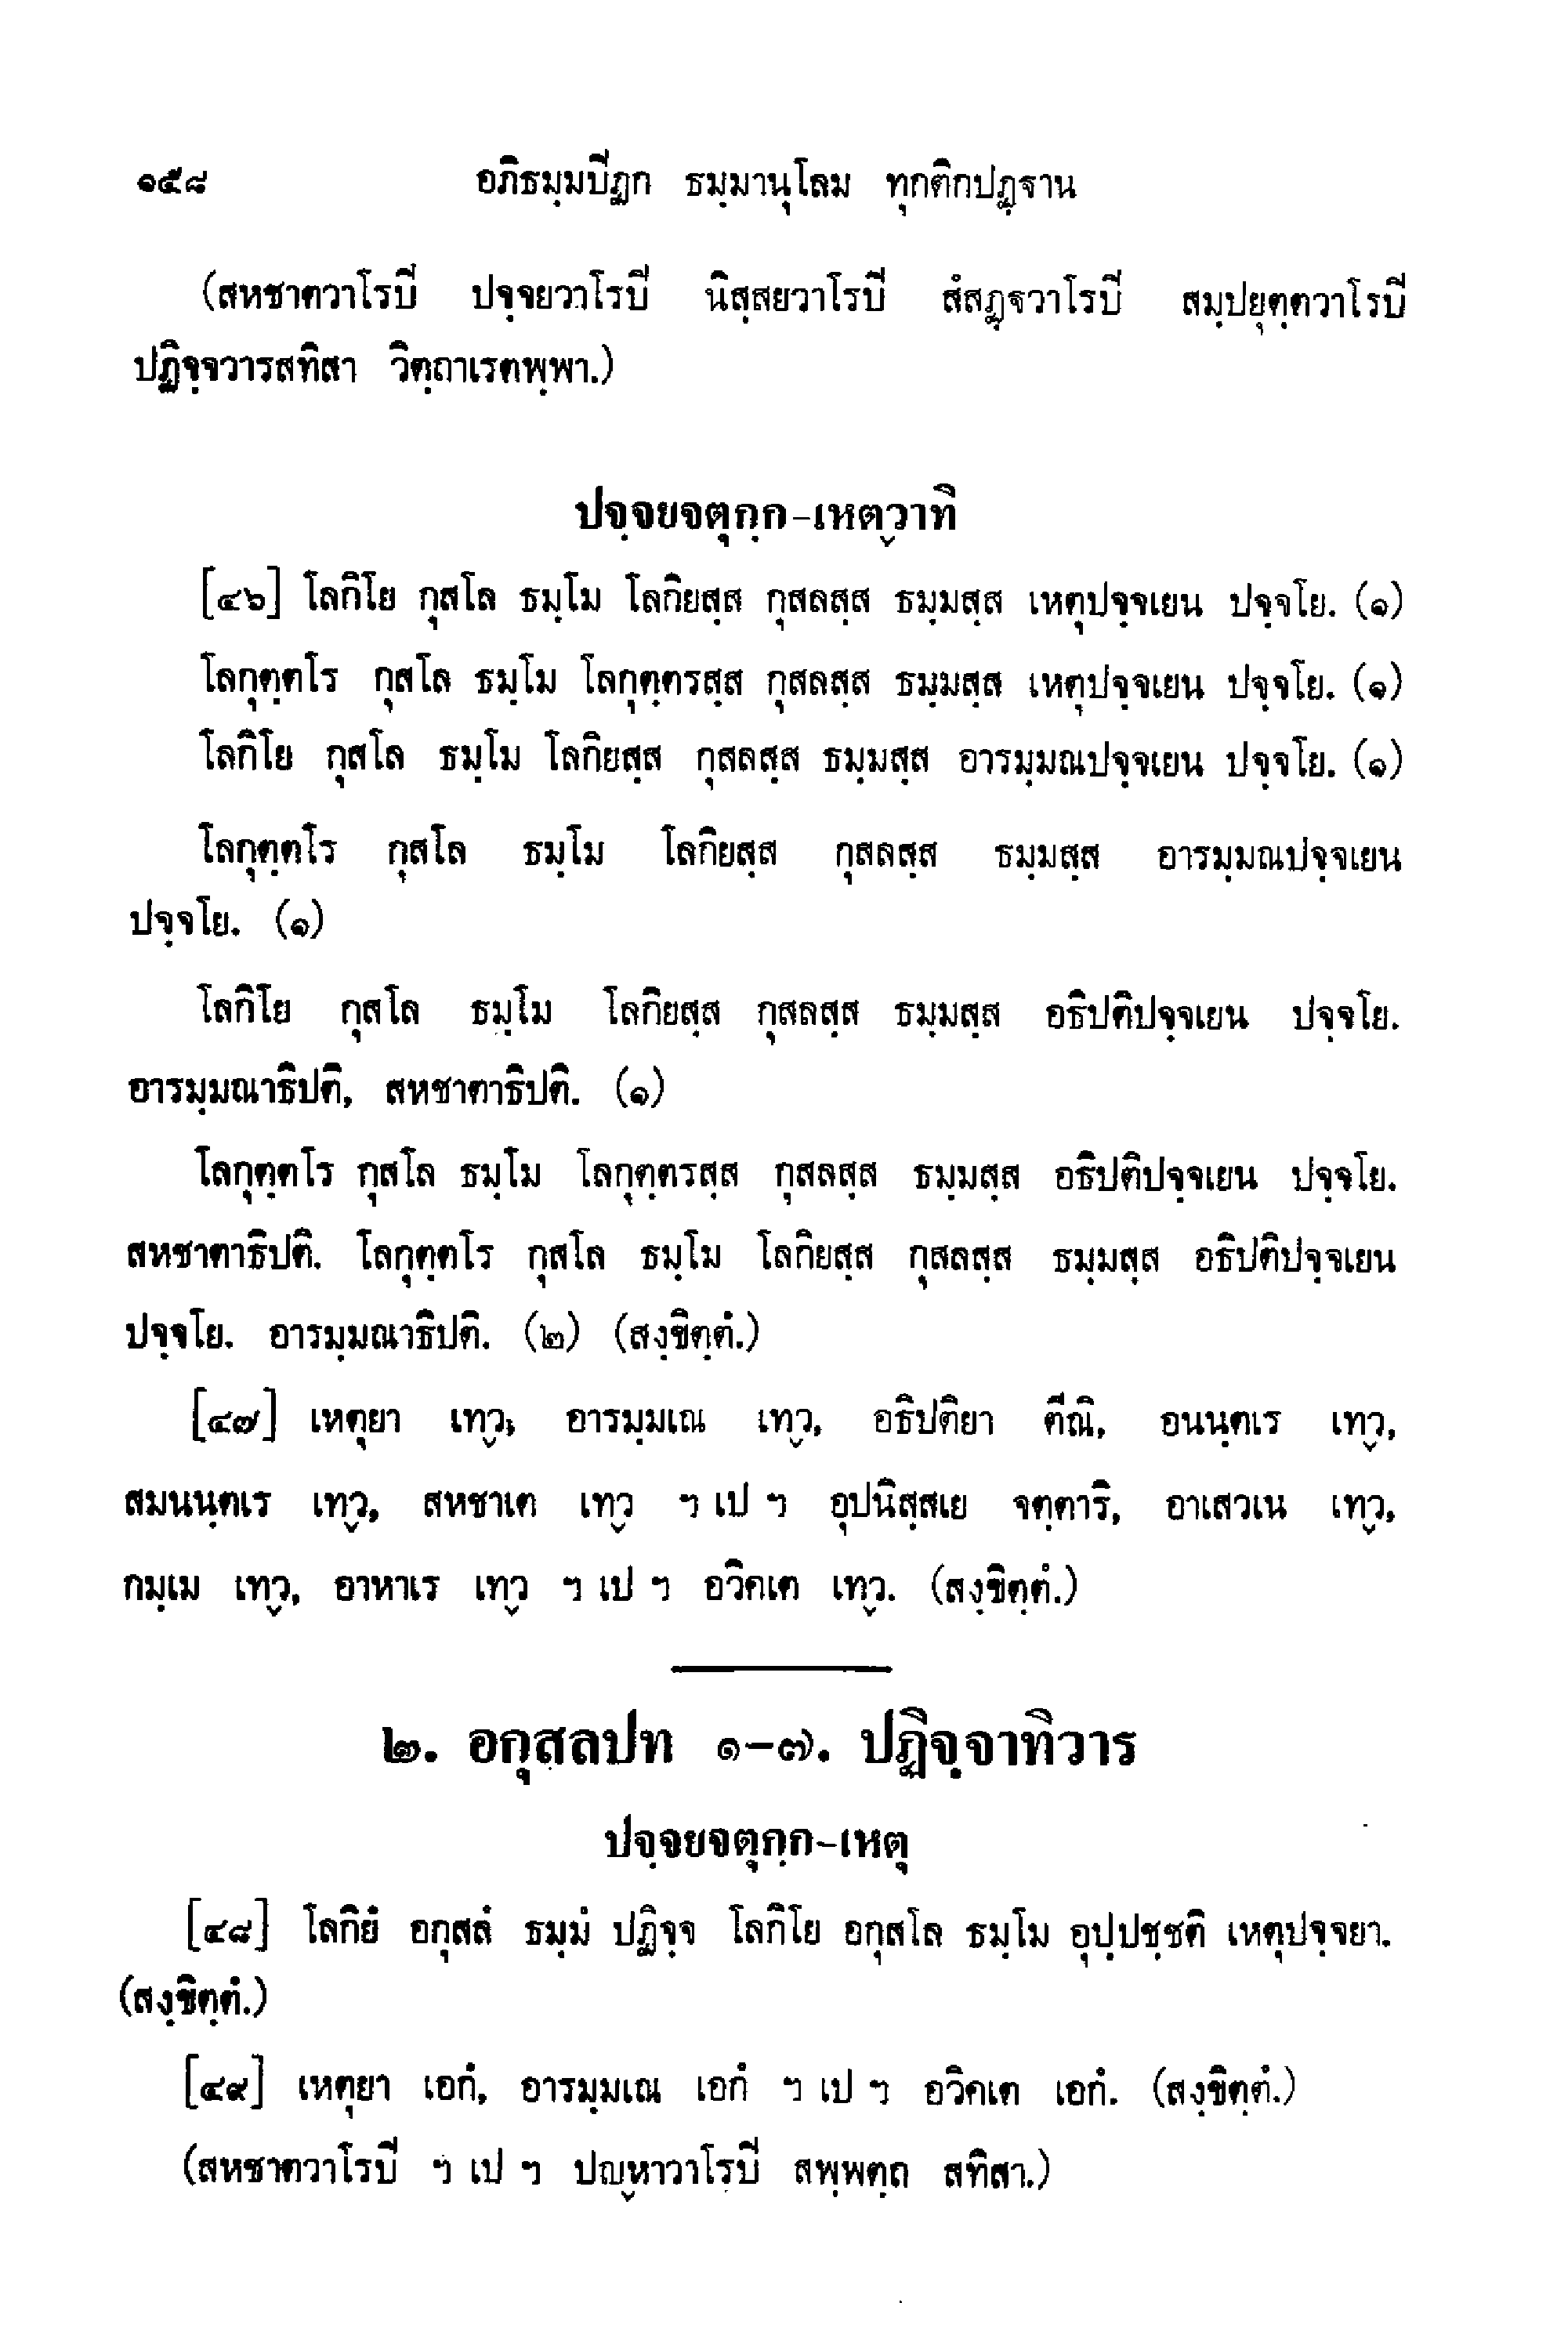 ๑๕๘ อภิธมฺมปีฏก ธมฺมานุโลม ทุกติกปฏฺฐาน
(สหชาตวาโรปี ปจฺจยวาโรปี นิสฺสยวาโรปี สํสฏฺฐวาโรปี สมฺปยุตฺตวาโรปี
ปฏิจฺจวารสทิสา วิตฺถาเรตพฺพา.)
ปจฺจยจตุกฺก-เหตฺวาทิ
[๔๖] โลกิโย กุสโล ธมฺโม โลกิยสฺส กุสลสฺส ธมฺมสฺส เหตุปจฺจเยน ปจฺจโย. (๑)
โลกุตฺตโร กุสโล ธมฺโม โลกุตฺตรสฺส กุสลสฺส ธมฺมสฺส เหตุปจฺจเยน ปจฺจโย. (๑)
โลกิโย กุสโล ธมฺโม โลกิยสฺส กุสลสฺส ธมฺมสฺส อารมฺมณปจฺจเยน ปจฺจโย. (๑)
โลกุตฺตโร กุสโล ธมฺโม โลกิยสฺส กุสลสฺส ธมฺมสฺส อารมฺมณปจฺจเยน
ปจฺจโย. (๑)
โลกิโย กุสโล ธมฺโม โลกิยสฺส กุสลสฺส ธมฺมสฺส อธิปติปจฺจเยน ปจฺจโย.
อารมฺมณาธิปติ, สหชาตาธิปติ. (๑)
โลกุตฺตโร กุสโล ธมฺโม โลกุตฺตรสฺส กุสลสฺส ธมฺมสฺส อธิปติปจฺจเยน ปจฺจโย.
สหชาตาธิปติ. โลกุตฺตโร กุสโล ธมฺโม โลกิยสฺส กุสลสฺส ธมฺมสฺส อธิปติปจฺจเยน
ปจฺจโย. อารมฺมณาธิปติ. (๒) (สงฺขิตฺตํ.)
[๔๗] เหตุยา เทฺว, อารมฺมเณ เทฺว, อธิปติยา ตีณิ, อนนฺตเร เทฺว,
สมนนฺตเร เทฺว, สหชาเต เทฺว ฯ เป ฯ อุปนิสฺสเย จตฺตาริ, อาเสวเน เทฺว,
กมฺเม เทฺว, อาหาเร เทฺว ฯ เป ฯ อวิคเต เทฺว. (สงฺขิตฺตํ.)
๒. อกุสลปท ๑-๗. ปฏิจฺจาทิวาร
ปจฺจยจตุกฺก-เหตุ
[๔๘] โลกิยํ อกุสลํ ธมฺมํ ปฏิจฺจ โลกิโย อกุสโล ธมฺโม อุปฺปชฺชติ เหตุปจฺจยา.
(สงฺขิตฺตํ.)
[๔๙] เหตุยา เอกํ, อารมฺมเณ เอกํ ฯ เป ฯ อวิคเต เอกํ. (สงฺขิตฺตํ.)
(สหชาตวาโรปี ฯ เป ฯ ปญฺหาวาโรปี สพฺพตฺถ สทิสา.)